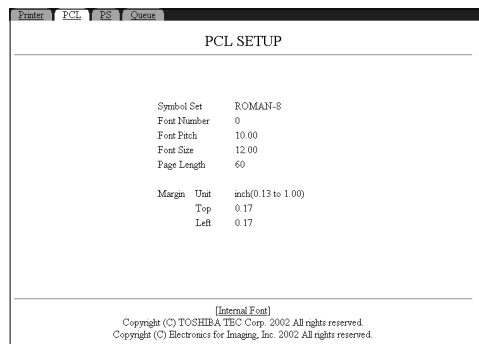 Printer PCL PS Queue
PCL SETUP
Symbol Set ROMAN-8
Font Number 0
Font Pitch 10.00
Font Size 12.00
Page Length 60
Margin Unit inch(0.13 to 1.00)
Top 0.17
Left 0.17
[Internal Font]
Copyright (C) TOSHIBA TEC Corp. 2002 All rights reserved.
Copyright (C) Electronics for Imaging, Inc. 2002 All rights reserved.